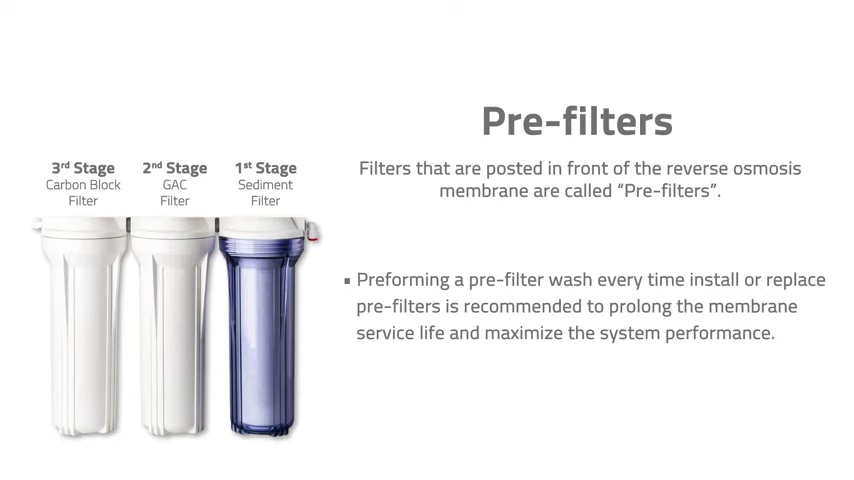 Pre-filters
Filters that are posted in front of the reverse osmosis
membrane are called “Pre-filters”.
3rd Stage
Carbon Block
Filter
2nd Stage
GAC
Filter
1st Stage
Sediment
Filter
▪ Preforming a pre-filter wash every time install or replace
pre-filters is recommended to prolong the membrane
service life and maximize the system performance.